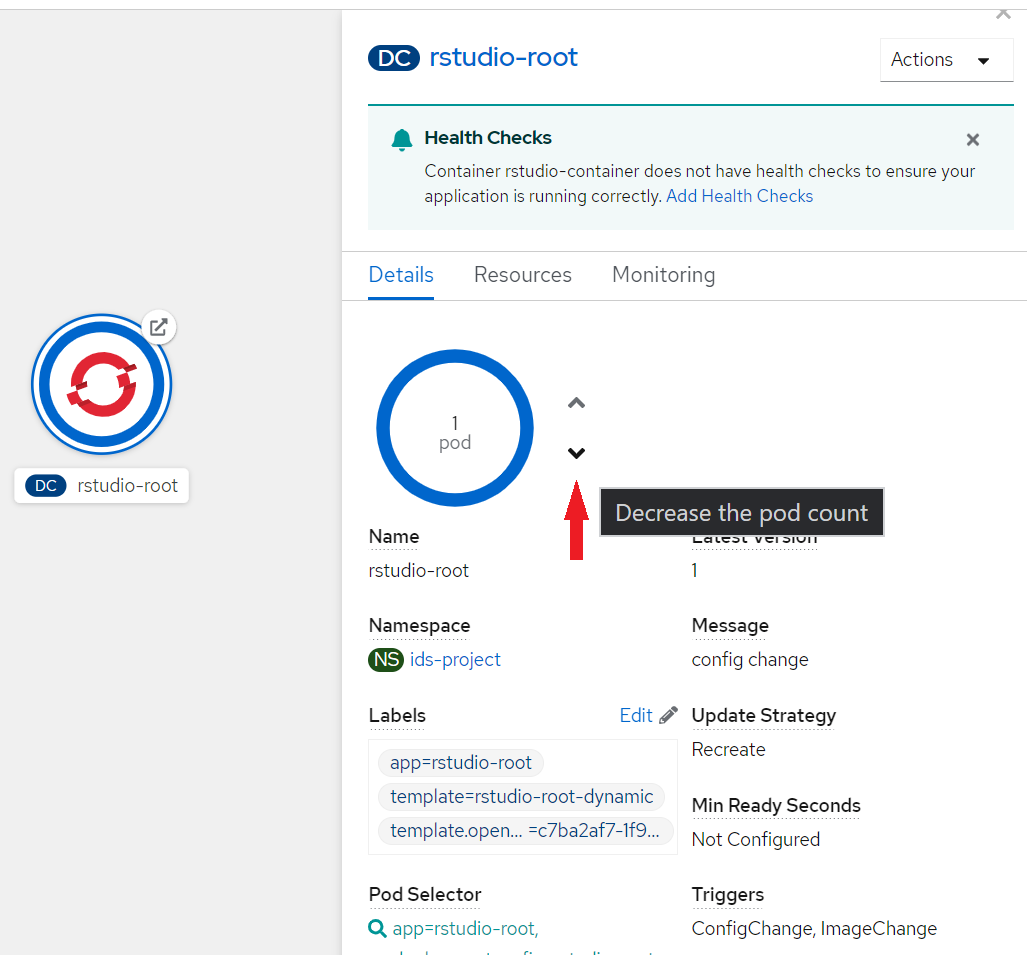 DC rstudio-root
Actions
Health Checks
Container rstudio-container does not have health checks to ensure your
application is running correctly. Add Health Checks
Details Resources Monitoring
1
pod
Decrease the pod count
DC rstudio-root
Name
rstudio-root
Latest Version
1
Namespace
NS ids-project
Message
config change
Labels
Edit
app=rstudio-root
template=rstudio-root-dynamic
template.open... =c7ba2af7-1f9...
Update Strategy
Recreate
Min Ready Seconds
Not Configured
Pod Selector
app=rstudio-root,
Triggers
ConfigChange, ImageChange